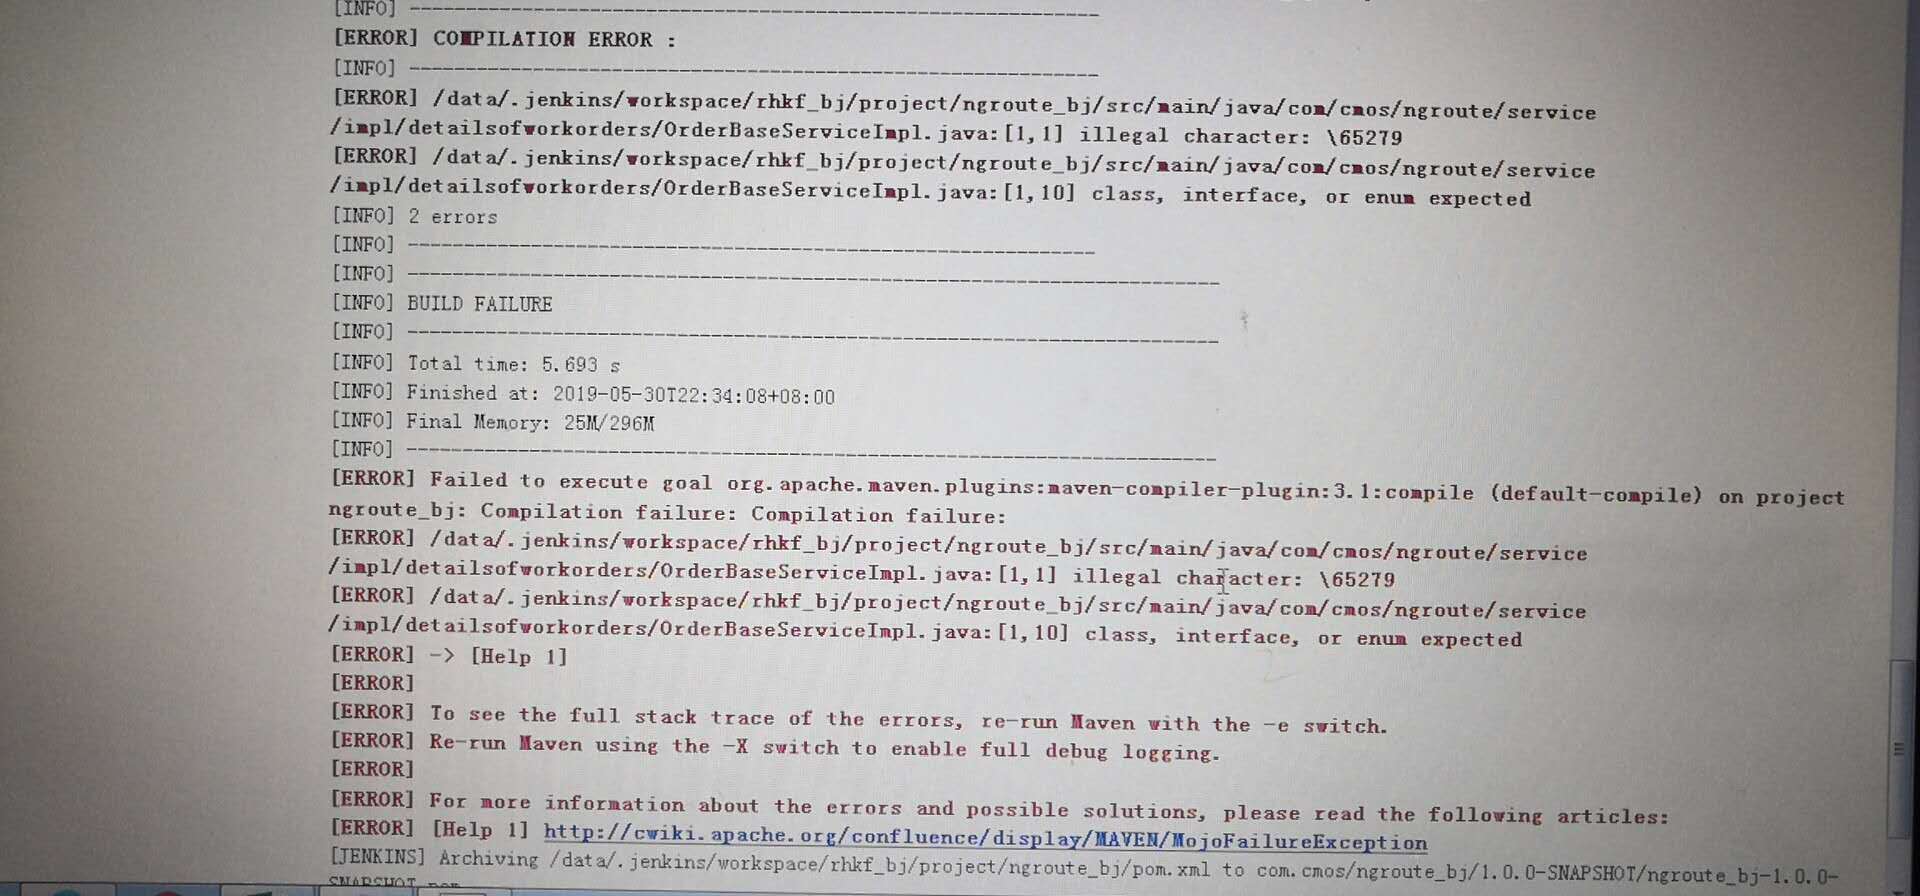 [INFO] ------------------------------------------------------------
[ERROR] COMPILATION ERROR :
[INFO] ------------------------------------------------------------
[ERROR] /data/.jenkins/workspace/rhkf_bj/project/ngroute_bj/src/main/java/com/cmos/ngroute/service
/impl/detailsofworkorders/OrderBaseServiceImpl.java:[1,1] illegal character: \65279
[ERROR] /data/.jenkins/workspace/rhkf_bj/project/ngroute_bj/src/main/java/com/cmos/ngroute/service
/impl/detailsofworkorders/OrderBaseServiceImpl.java:[1,10] class, interface, or enum expected
[INFO] 2 errors
[INFO] ------------------------------------------------------------
[INFO] ------------------------------------------------------------------------
[INFO] BUILD FAILURE
[INFO] ------------------------------------------------------------------------
[INFO] Total time: 5.693 s
[INFO] Finished at: 2019-05-30T22:34:08+08:00
[INFO] Final Memory: 25M/296M
[INFO] ------------------------------------------------------------------------
[ERROR] Failed to execute goal org.apache.maven.plugins:maven-compiler-plugin:3.1:compile (default-compile) on project
ngroute_bj: Compilation failure: Compilation failure:
[ERROR] /data/.jenkins/workspace/rhkf_bj/project/ngroute_bj/src/main/java/com/cmos/ngroute/service
/impl/detailsofworkorders/OrderBaseServiceImpl.java:[1,1] illegal character: \65279
[ERROR] /data/.jenkins/workspace/rhkf_bj/project/ngroute_bj/src/main/java/com/cmos/ngroute/service
/impl/detailsofworkorders/OrderBaseServiceImpl.java:[1,10] class, interface, or enum expected
[ERROR] -> [Help 1]
[ERROR]
[ERROR] To see the full stack trace of the errors, re-run Maven with the -e switch.
[ERROR] Re-run Maven using the -X switch to enable full debug logging.
[ERROR]
[ERROR] For more information about the errors and possible solutions, please read the following articles:
[ERROR] [Help 1] http://cwiki.apache.org/confluence/display/MAVEN/MojoFailureException
[JENKINS] Archiving /data/.jenkins/workspace/rhkf_bj/project/ngroute_bj/pom.xml to com.cmos/ngroute_bj/1.0.0-SNAPSHOT/ngroute_bj-1.0.0-
SNAPSHOT.pom